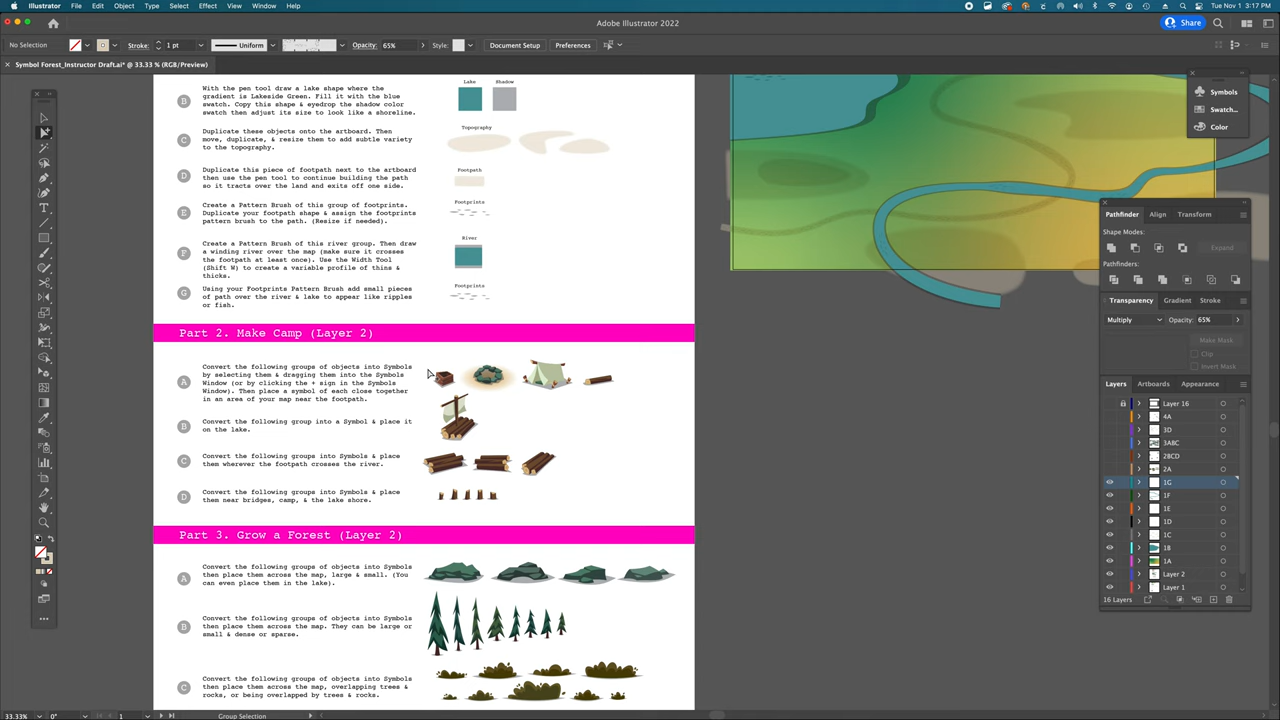 Illustrator File Edit Object Type Select Effect View Window Help
Tue Nov 1 3:17 PM
Adobe Illustrator 2022
Share
No Selection
Stroke:
1 pt
Uniform
Opacity:
65%
Style:
Document Setup
Preferences
× Symbol Forest_Instructor Draft.ai* @ 33.33 % (RGB/Preview)
B
With the pen tool draw a lake shape where the
gradient is Lakeside Green. Fill it with the blue
swatch. Copy this shape & eyedrop the shadow color
swatch then adjust its size to look like a shoreline.
Lake
Shadow
C
Duplicate these objects onto the artboard. Then
move, duplicate, & resize them to add subtle variety
to the topography.
Topography
D
Duplicate this piece of footpath next to the artboard
then use the pen tool to continue building the path
so it tracts over the land and exits off one side.
Footpath
E
Create a Pattern Brush of this group of footprints.
Duplicate your footpath shape & assign the footprints
pattern brush to the path. (Resize if needed).
Footprints
F
Create a Pattern Brush of this river group. Then draw
a winding river over the map (make sure it crosses
the footpath at least once). Use the Width Tool
(Shift W) to create a variable profile of thins &
thicks.
River
G
Using your Footprints Pattern Brush add small pieces
of path over the river & lake to appear like ripples
or fish.
Footprints
Part 2. Make Camp (Layer 2)
A
Convert the following groups of objects into Symbols
by selecting them & dragging them into the Symbols
Window (or by clicking the + sign in the Symbols
Window). Then place a symbol of each close together
in an area of your map near the footpath.
B
Convert the following group into a Symbol & place it
on the lake.
C
Convert the following groups into Symbols & place
them wherever the footpath crosses the river.
D
Convert the following groups into Symbols & place
them near bridges, camp, & the lake shore.
Part 3. Grow a Forest (Layer 2)
A
Convert the following groups of objects into Symbols
then place them across the map, large & small. (You
can even place them in the lake).
B
Convert the following groups of objects into Symbols
then place them across the map. They can be large or
small & dense or sparse.
C
Convert the following groups of objects into Symbols
then place them across the map, overlapping trees &
rocks, or being overlapped by trees & rocks.
Symbols
Swatch...
Color
Pathfinder Align Transform
Shape Modes:
Expand
Pathfinders:
Transparency Gradient Stroke
Multiply
Opacity: 65%
Make Mask
Clip
Invert Mask
Layers Artboards Appearance
Layer 16
4A
3D
3ABC
2BCD
2A
1G
1F
1E
1D
1C
1B
1A
Layer 2
Layer 1
16 Layers
33.33%
0°
1
Group Selection